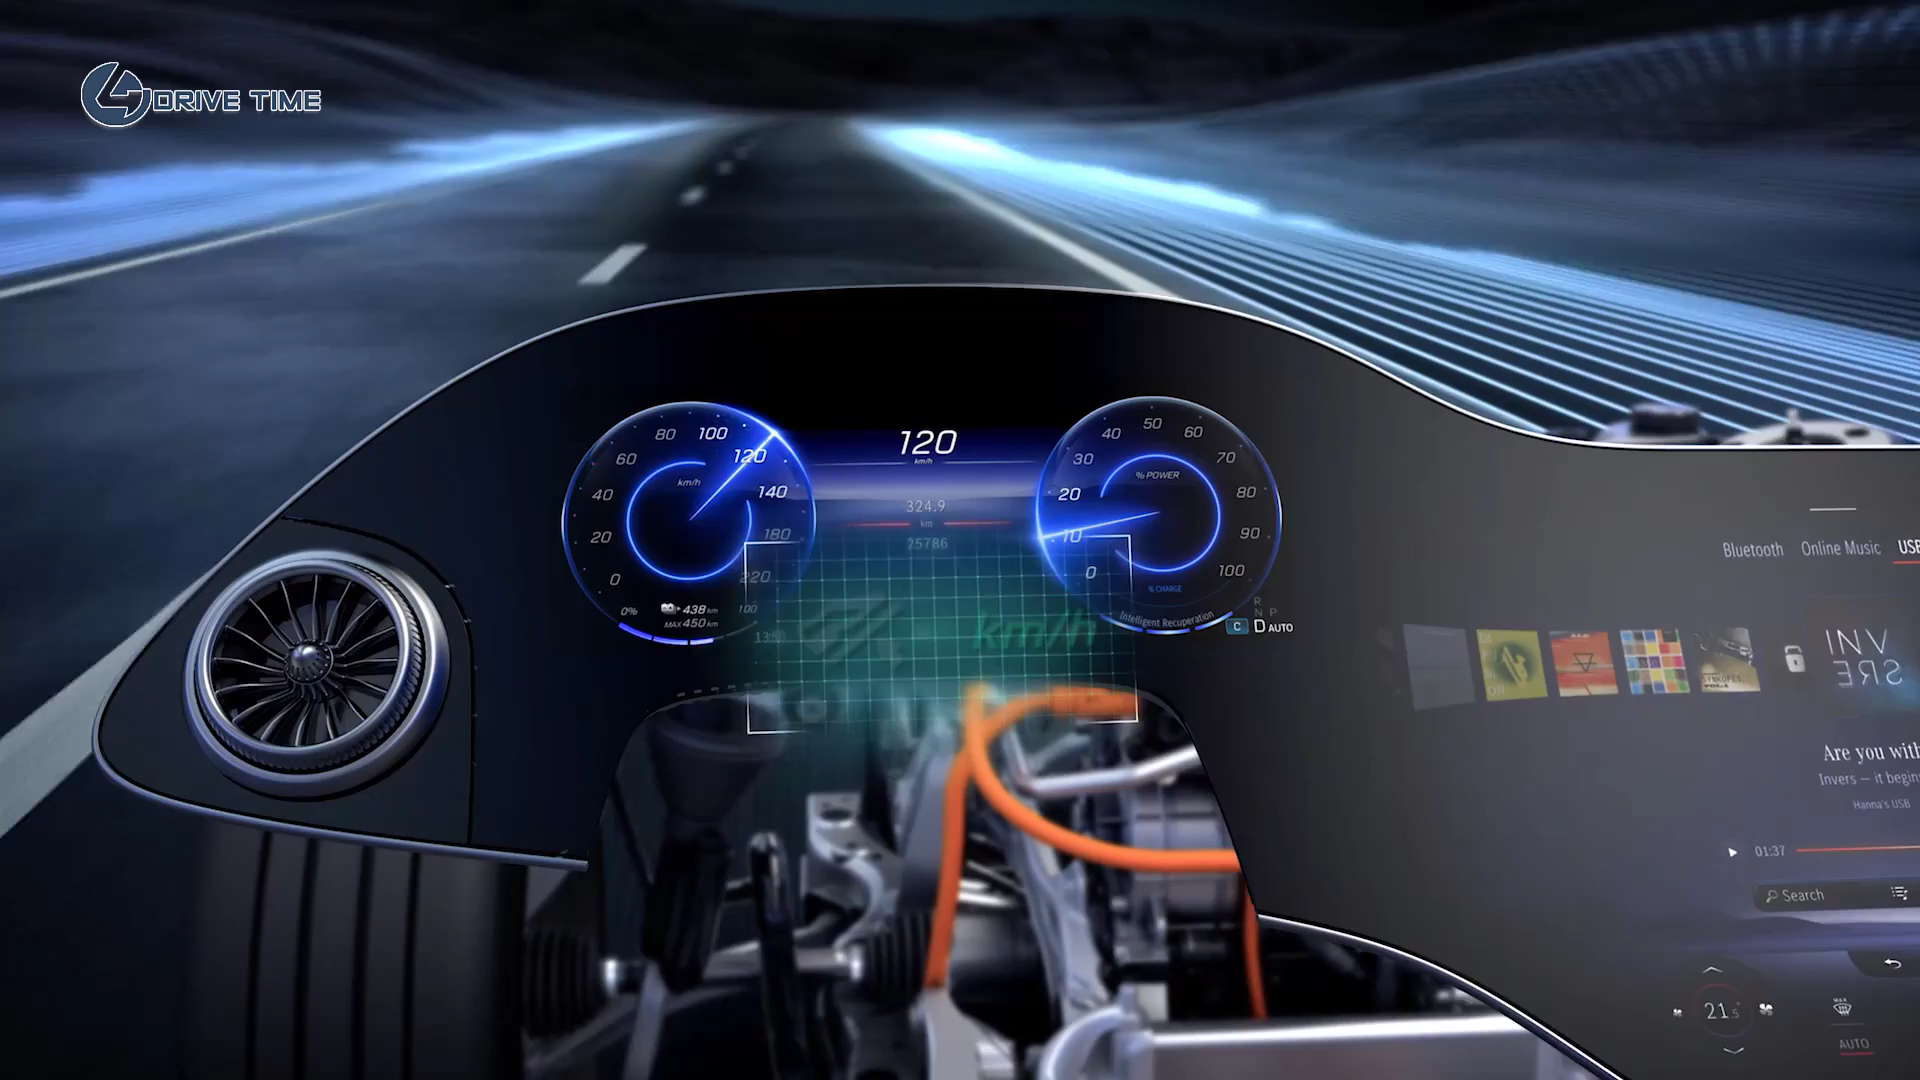 DRIVE TIME
0
20
40
60
80
100
120
140
180
220
km/h
0%
438 km
MAX 450 km
100
120
km/h
324.9
km
25786
km/h
0
10
20
30
40
50
60
70
80
90
100
% POWER
% CHARGE
Intelligent Recuperation
R
N P
C D AUTO
Bluetooth Online Music USB
Are you with
Invers — it begin
Hanna's USB
01:37
Search
21.5
MAX
AUTO